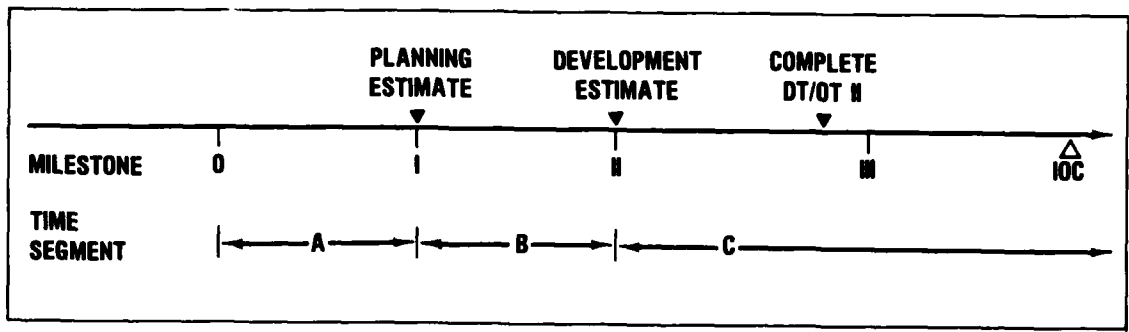 PLANNING
ESTIMATE
DEVELOPMENT
ESTIMATE
COMPLETE
DT/OT II
MILESTONE 0 I II III IOC
TIME
SEGMENT
A B C